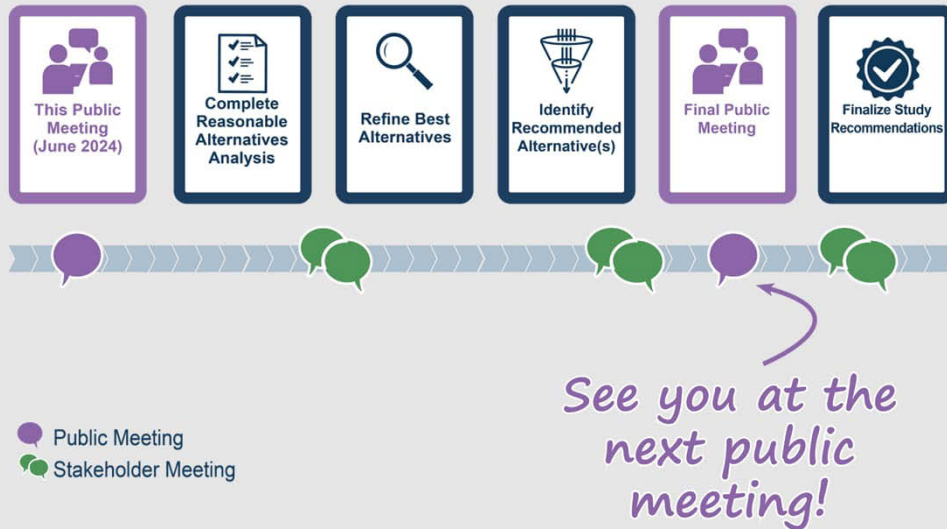 This Public
Meeting
(June 2024)
Complete
Reasonable
Alternatives
Analysis
Refine Best
Alternatives
Identify
Recommended
Alternative(s)
Final Public
Meeting
Finalize Study
Recommendations
See you at the
next public
meeting!
Public Meeting
Stakeholder Meeting